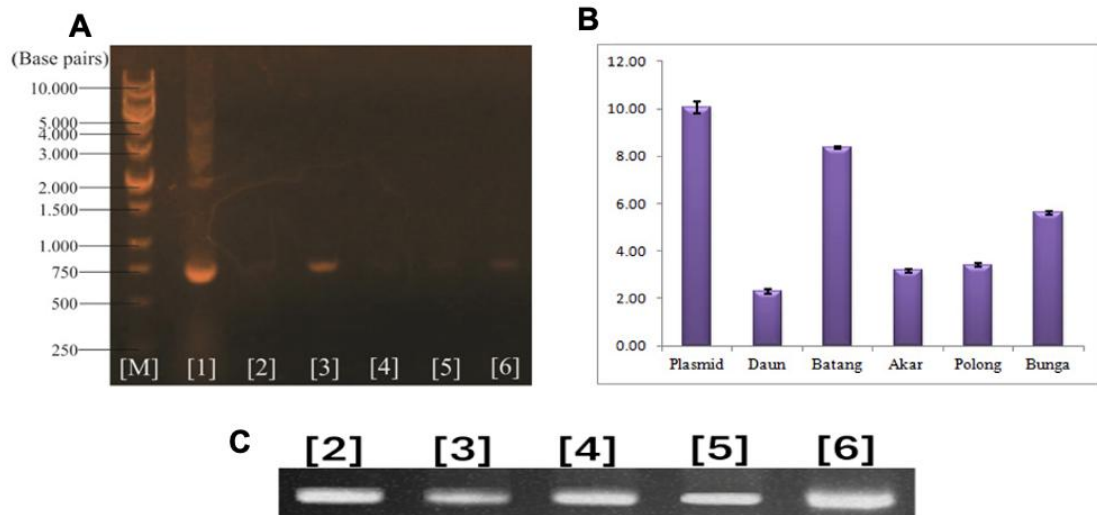 A
(Base pairs)
10.000
5.000
4.000
3.000
2.000
1.500
1.000
750
500
250
[M] [1] [2] [3] [4] [5] [6]
B
12.00
10.00
8.00
6.00
4.00
2.00
0.00
Plasmid Daun Batang Akar Polong Bunga
C
[2] [3] [4] [5] [6]